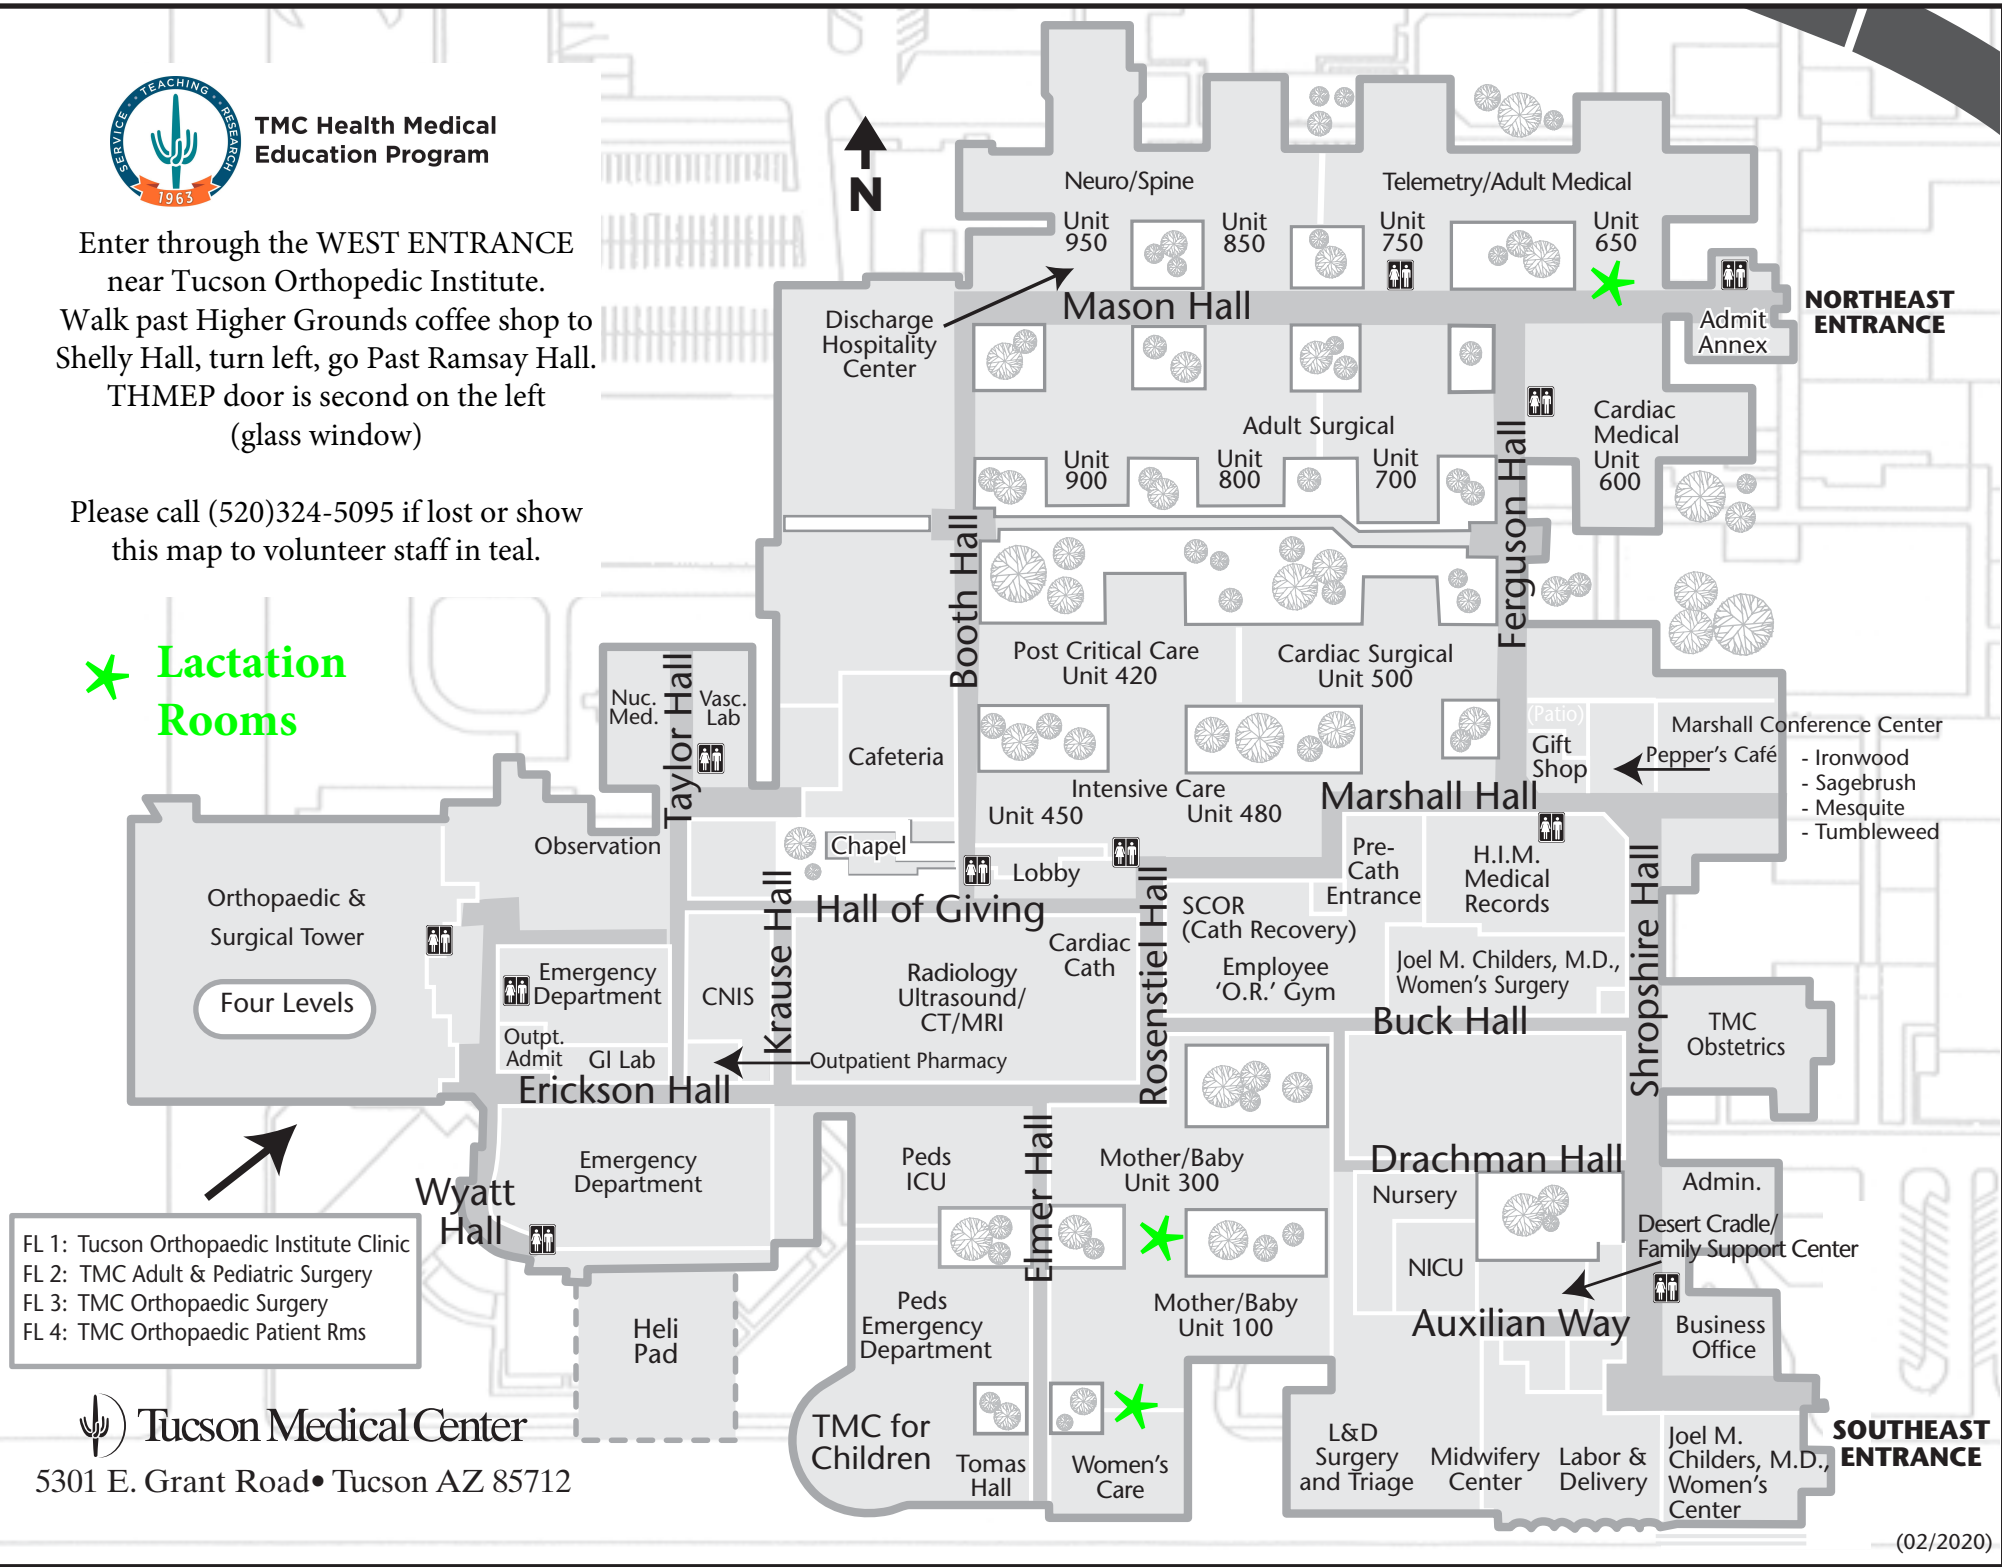 SERVICE • TEACHING • RESEARCH
1963
TMC Health Medical
Education Program
Enter through the WEST ENTRANCE
near Tucson Orthopedic Institute.
Walk past Higher Grounds coffee shop to
Shelly Hall, turn left, go Past Ramsay Hall.
THMEP door is second on the left
(glass window)
Please call (520)324-5095 if lost or show
this map to volunteer staff in teal.
Lactation
Rooms
N
Neuro/Spine
Telemetry/Adult Medical
Unit
950
Unit
850
Unit
750
Unit
650
Mason Hall
Discharge
Hospitality
Center
NORTHEAST
ENTRANCE
Admit
Annex
Adult Surgical
Cardiac
Medical
Unit
600
Unit
900
Unit
800
Unit
700
Booth Hall
Ferguson Hall
Post Critical Care
Unit 420
Cardiac Surgical
Unit 500
Nuc.
Med.
Taylor Hall
Vasc.
Lab
Cafeteria
(Patio)
Gift
Shop
Marshall Conference Center
Pepper's Café
- Ironwood
- Sagebrush
- Mesquite
- Tumbleweed
Intensive Care
Unit 450
Unit 480
Marshall Hall
Observation
Chapel
Lobby
Pre-
Cath
Entrance
H.I.M.
Medical
Records
Orthopaedic &
Surgical Tower
Four Levels
Krause Hall
Hall of Giving
Rosenstiel Hall
SCOR
(Cath Recovery)
Shropshire Hall
Emergency
Department
CNIS
Radiology
Ultrasound/
CT/MRI
Cardiac
Cath
Employee
'O.R.' Gym
Joel M. Childers, M.D.,
Women's Surgery
Buck Hall
TMC
Obstetrics
Outpt.
Admit
GI Lab
Outpatient Pharmacy
Erickson Hall
Emergency
Department
Wyatt
Hall
Peds
ICU
Elmer Hall
Mother/Baby
Unit 300
Drachman Hall
Nursery
Admin.
Desert Cradle/
Family Support Center
NICU
FL 1: Tucson Orthopaedic Institute Clinic
FL 2: TMC Adult & Pediatric Surgery
FL 3: TMC Orthopaedic Surgery
FL 4: TMC Orthopaedic Patient Rms
Heli
Pad
Peds
Emergency
Department
Mother/Baby
Unit 100
Auxilian Way
Business
Office
TMC for
Children
Tomas
Hall
Women's
Care
L&D
Surgery
and Triage
Midwifery
Center
Labor &
Delivery
Joel M.
Childers, M.D.,
Women's
Center
SOUTHEAST
ENTRANCE
Tucson Medical Center
5301 E. Grant Road• Tucson AZ 85712
(02/2020)